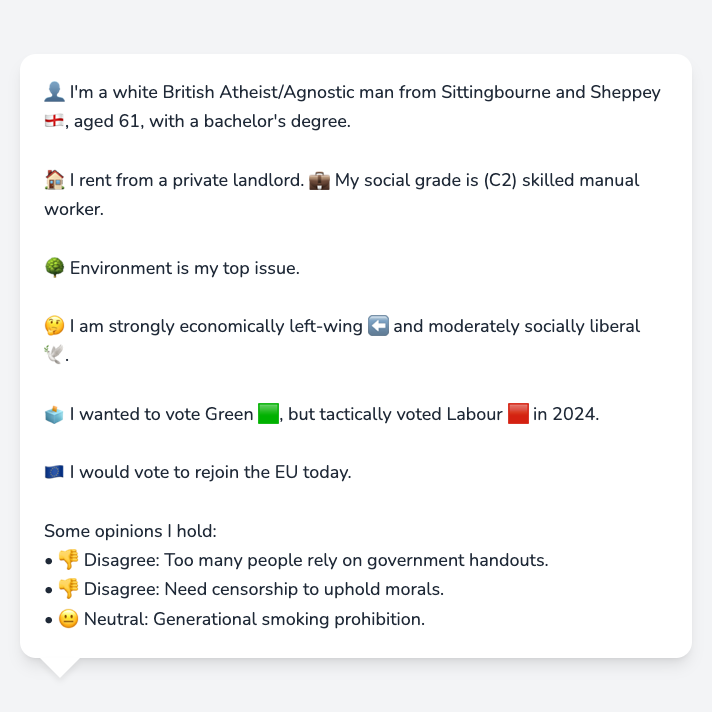 👤 I'm a white British Atheist/Agnostic man from Sittingbourne and Sheppey
🏴󠁧󠁢󠁥󠁮󠁧󠁿, aged 61, with a bachelor's degree.
🏠 I rent from a private landlord. 💼 My social grade is (C2) skilled manual
worker.
🌳 Environment is my top issue.
🤔 I am strongly economically left-wing ⬅️ and moderately socially liberal
🕊️.
🗳️ I wanted to vote Green 🟩, but tactically voted Labour 🟥 in 2024.
🇪🇺 I would vote to rejoin the EU today.
Some opinions I hold:
• 👎 Disagree: Too many people rely on government handouts.
• 👎 Disagree: Need censorship to uphold morals.
• 😐 Neutral: Generational smoking prohibition.